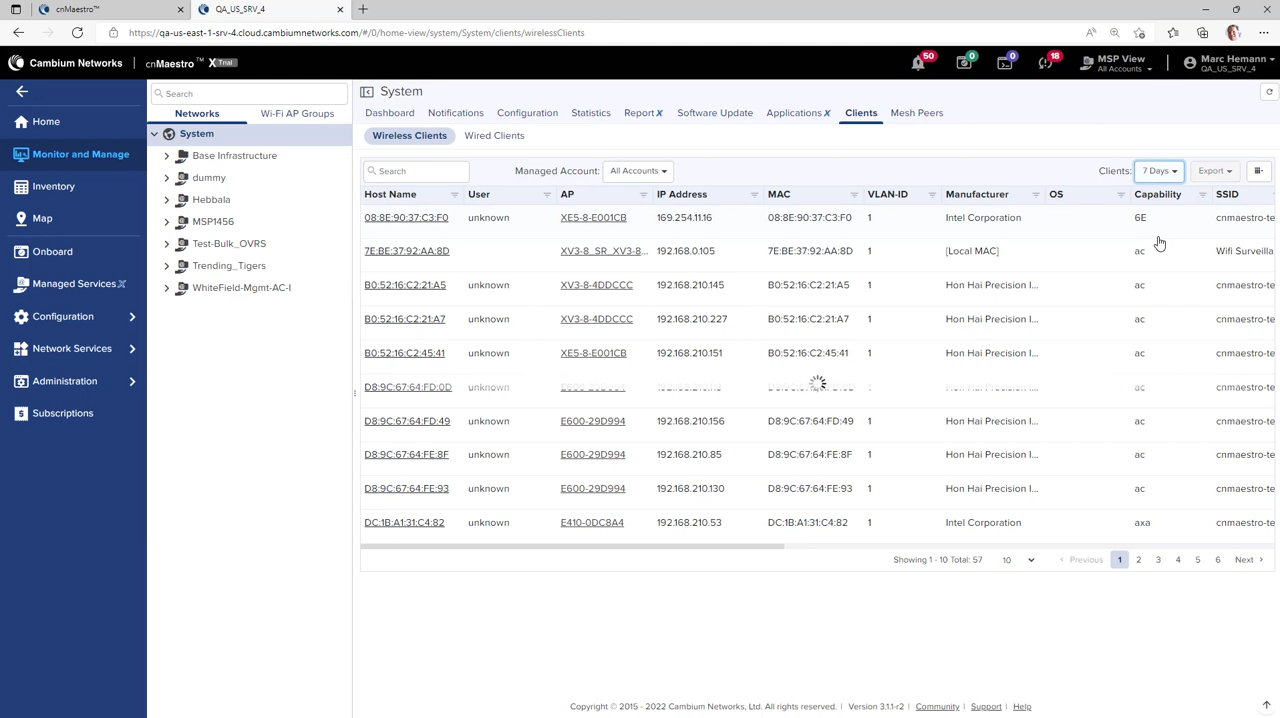 cnMaestro™
QA_US_SRV_4
https://qa-us-east-1-srv-4.cloud.cambiumnetworks.com/#/0/home-view/system/System/clients/wirelessClients
Cambium Networks cnMaestro™ X Trial 50 0 0 18 MSP View All Accounts Marc Hemann QA_US_SRV_4
Home
Monitor and Manage
Inventory
Map
Onboard
Managed Services X
Configuration
Network Services
Administration
Subscriptions
Search
Networks Wi-Fi AP Groups
System
Base Infrastructure
dummy
Hebbala
MSP1456
Test-Bulk_OVRS
Trending_Tigers
WhiteField-Mgmt-AC-I
System
Dashboard Notifications Configuration Statistics Report X Software Update Applications X Clients Mesh Peers
Wireless Clients Wired Clients
Search Managed Account: All Accounts Clients: 7 Days Export
Host Name User AP IP Address MAC VLAN-ID Manufacturer OS Capability SSID
08:8E:90:37:C3:F0 unknown XE5-8-E001CB 169.254.11.16 08:8E:90:37:C3:F0 1 Intel Corporation 6E cnmaestro-te
7E:BE:37:92:AA:8D unknown XV3-8_SR_XV3-8... 192.168.0.105 7E:BE:37:92:AA:8D 1 [Local MAC] ac Wifi Surveilla
B0:52:16:C2:21:A5 unknown XV3-8-4DDCCC 192.168.210.145 B0:52:16:C2:21:A5 1 Hon Hai Precision I... ac cnmaestro-te
B0:52:16:C2:21:A7 unknown XV3-8-4DDCCC 192.168.210.227 B0:52:16:C2:21:A7 1 Hon Hai Precision I... ac cnmaestro-te
B0:52:16:C2:45:41 unknown XE5-8-E001CB 192.168.210.151 B0:52:16:C2:45:41 1 Hon Hai Precision I... ac cnmaestro-te
D8:9C:67:64:FD:0D unknown 1 Hon Hai Precision I... ac cnmaestro-te
D8:9C:67:64:FD:49 unknown E600-29D994 192.168.210.156 D8:9C:67:64:FD:49 1 Hon Hai Precision I... ac cnmaestro-te
D8:9C:67:64:FE:8F unknown E600-29D994 192.168.210.85 D8:9C:67:64:FE:8F 1 Hon Hai Precision I... ac cnmaestro-te
D8:9C:67:64:FE:93 unknown E600-29D994 192.168.210.130 D8:9C:67:64:FE:93 1 Hon Hai Precision I... ac cnmaestro-te
DC:1B:A1:31:C4:82 unknown E410-0DC8A4 192.168.210.53 DC:1B:A1:31:C4:82 1 Intel Corporation axa cnmaestro-te
Showing 1 - 10 Total: 57 10 Previous 1 2 3 4 5 6 Next
Copyright © 2015 - 2022 Cambium Networks, Ltd. All rights reserved. | Version 3.1.1-r2 | Community | Support | Help